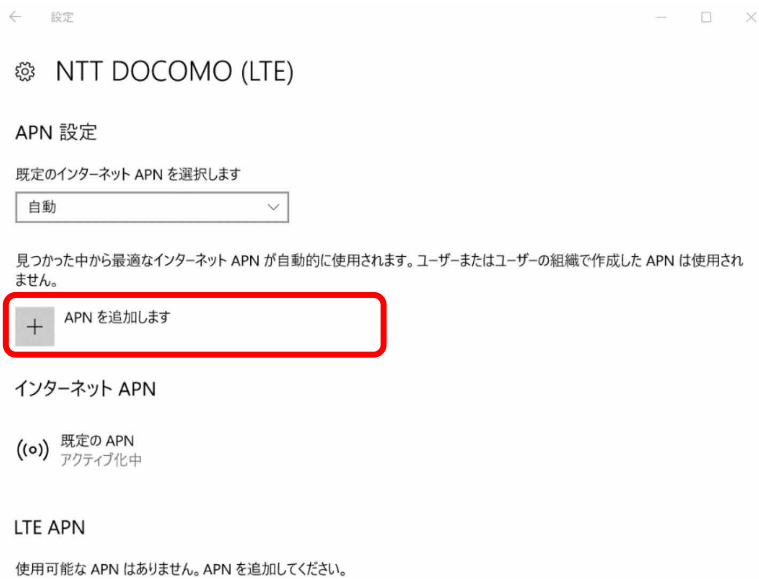 設定
NTT DOCOMO (LTE)
APN 設定
既定のインターネット APN を選択します
自動
見つかった中から最適なインターネット APN が自動的に使用されます。ユーザーまたはユーザーの組織で作成した APN は使用され
ません。
APN を追加します
インターネット APN
既定の APN
アクティブ化中
LTE APN
使用可能な APN はありません。APN を追加してください。